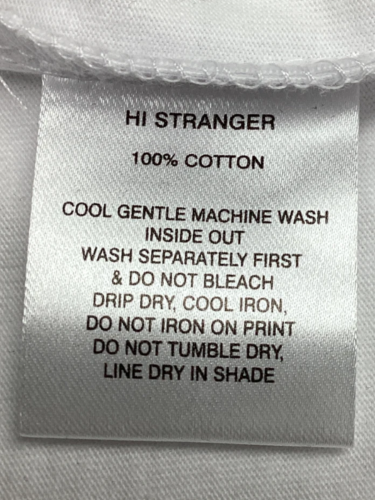 HI STRANGER
100% COTTON
COOL GENTLE MACHINE WASH
INSIDE OUT
WASH SEPARATELY FIRST
& DO NOT BLEACH
DRIP DRY, COOL IRON,
DO NOT IRON ON PRINT
DO NOT TUMBLE DRY,
LINE DRY IN SHADE